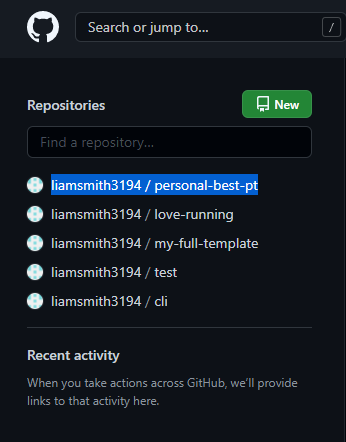 Search or jump to...
/
Repositories
New
Find a repository...
liamsmith3194 / personal-best-pt
liamsmith3194 / love-running
liamsmith3194 / my-full-template
liamsmith3194 / test
liamsmith3194 / cli
Recent activity
When you take actions across GitHub, we'll provide
links to that activity here.